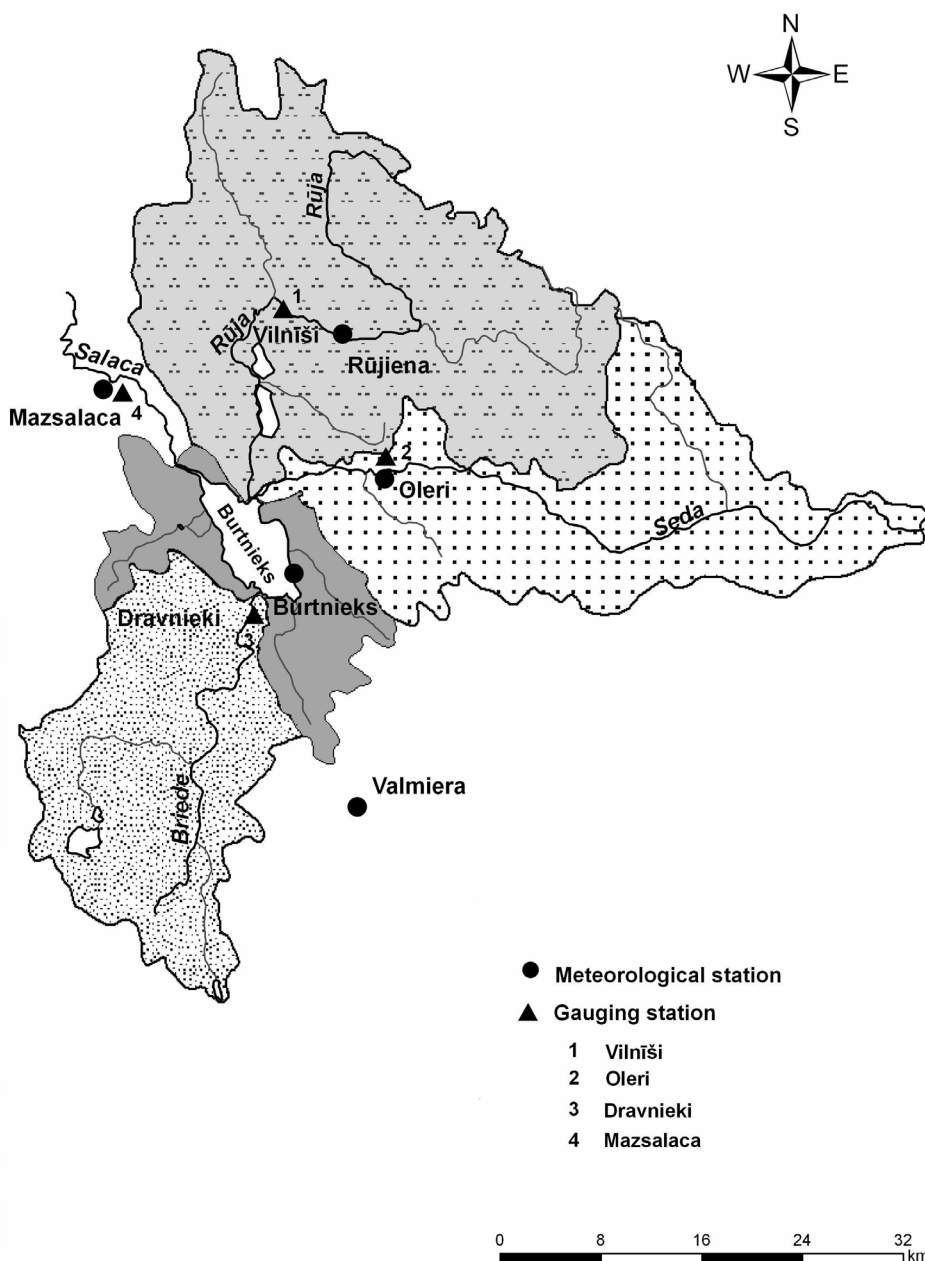 N
W E
S
Rūja
1
Rūja
Vilnīši
Rūjiena
Salaca
Mazsalaca
4
2
Oleri
Seda
Burtnieks
Burtnieks
Dravnieki
3
Briede
Valmiera
Meteorological station
Gauging station
1 Vilnīši
2 Oleri
3 Dravnieki
4 Mazsalaca
0 8 16 24 32
km